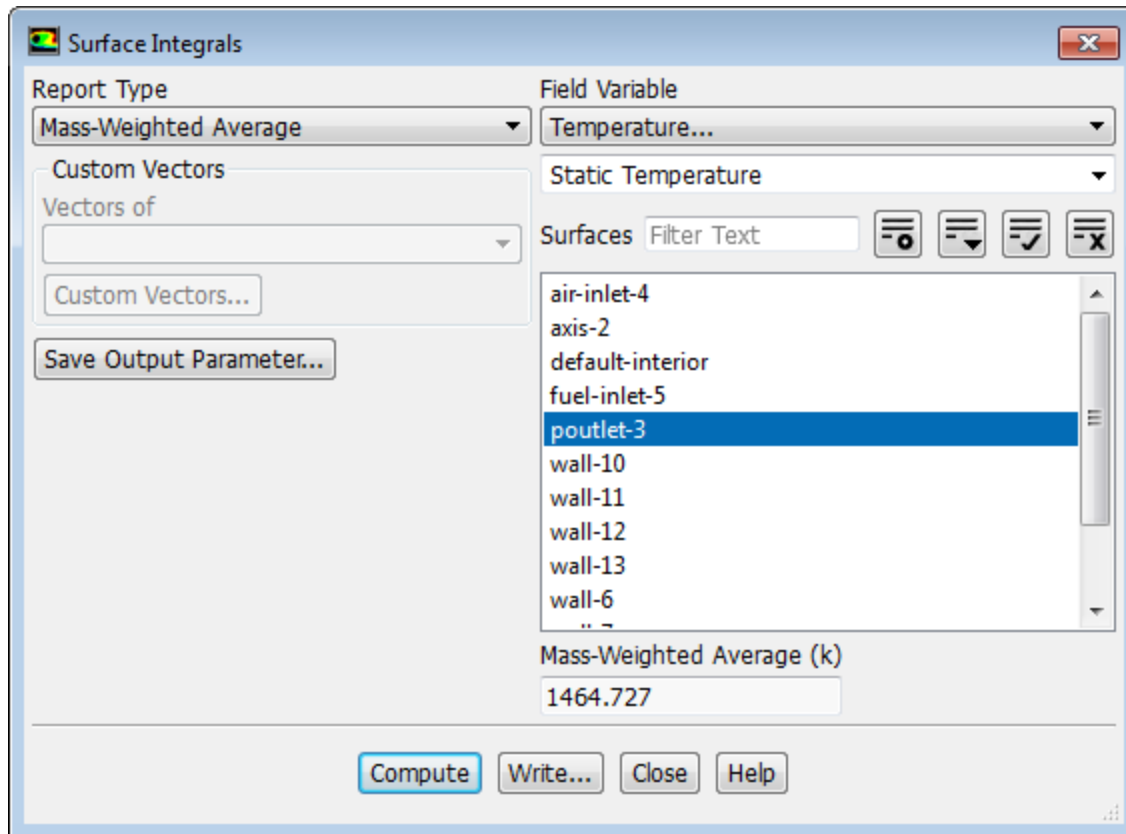 Surface Integrals
Report Type
Mass-Weighted Average
Custom Vectors
Vectors of
Custom Vectors...
Save Output Parameter...
Field Variable
Temperature...
Static Temperature
Surfaces Filter Text
air-inlet-4
axis-2
default-interior
fuel-inlet-5
poutlet-3
wall-10
wall-11
wall-12
wall-13
wall-6
Mass-Weighted Average (k)
1464.727
Compute Write... Close Help